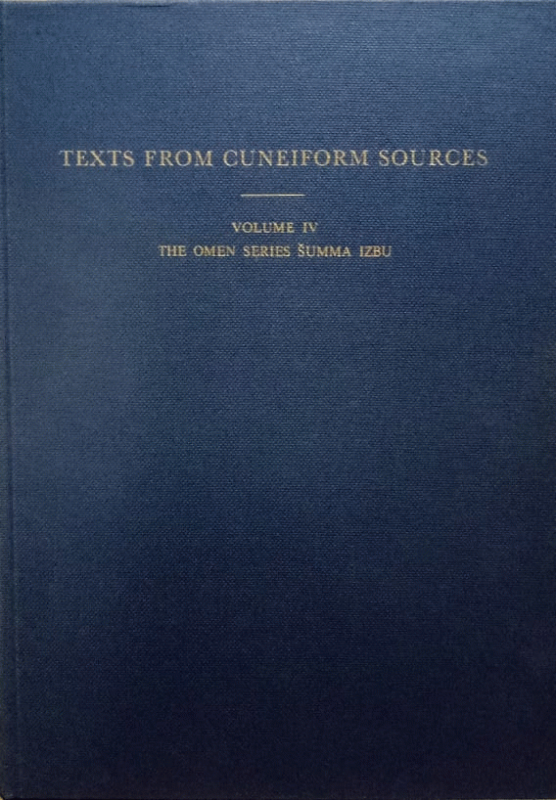 TEXTS FROM CUNEIFORM SOURCES
VOLUME IV
THE OMEN SERIES ŠUMMA IZBU